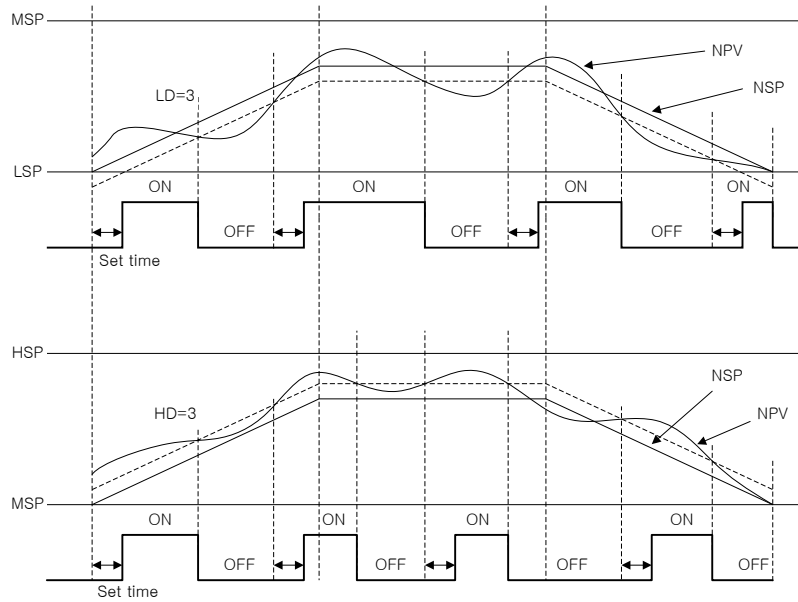 MSP
NPV
NSP
LD=3
LSP
ON
ON
ON
ON
OFF
OFF
OFF
Set time
HSP
NSP
HD=3
NPV
MSP
ON
ON
ON
ON
OFF
OFF
OFF
OFF
Set time